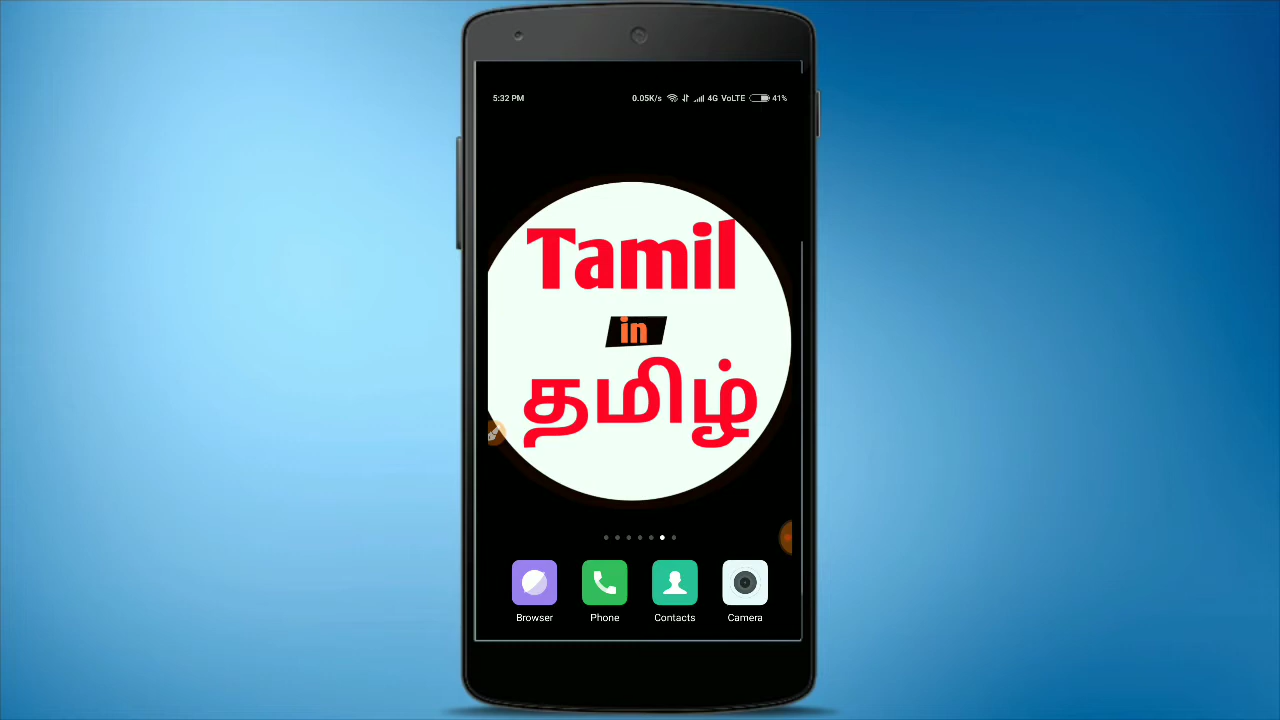 5:32 PM 0.05K/s 4G VoLTE 41%
Tamil
in
தமிழ்
Browser Phone Contacts Camera